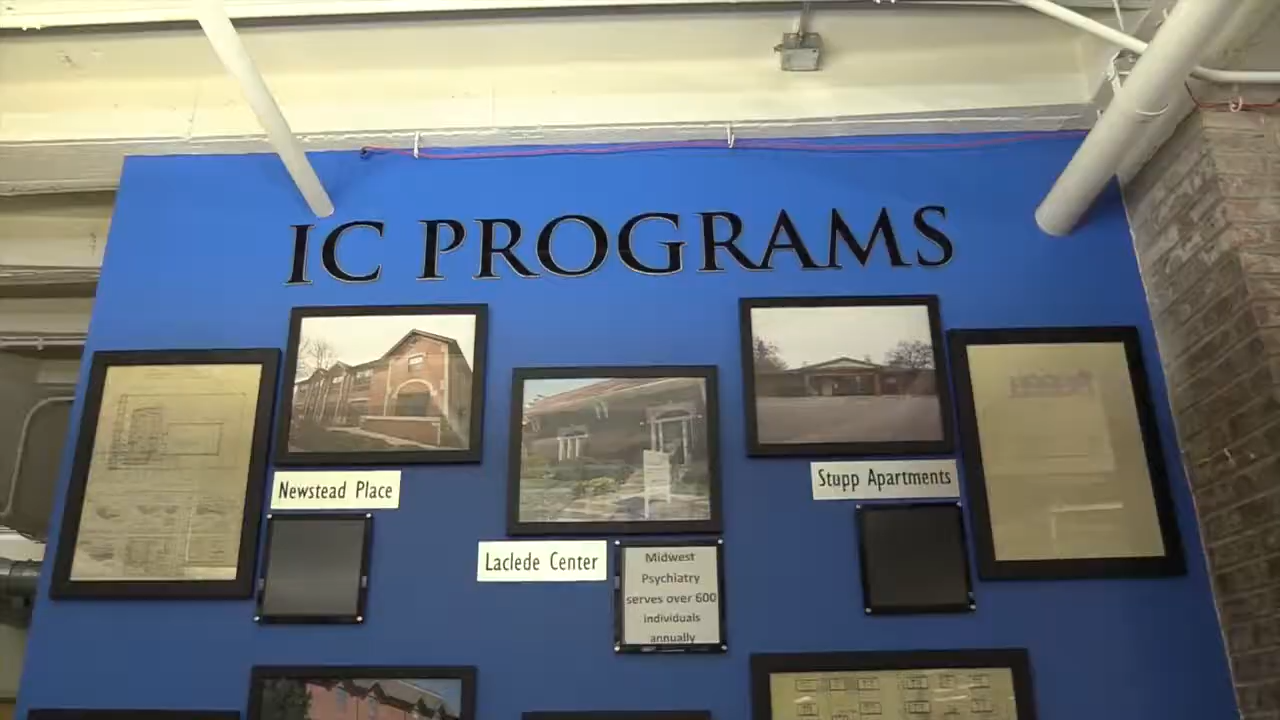 IC PROGRAMS
Newstead Place
Stupp Apartments
Laclede Center
Midwest
Psychiatry
serves over 600
individuals
annually